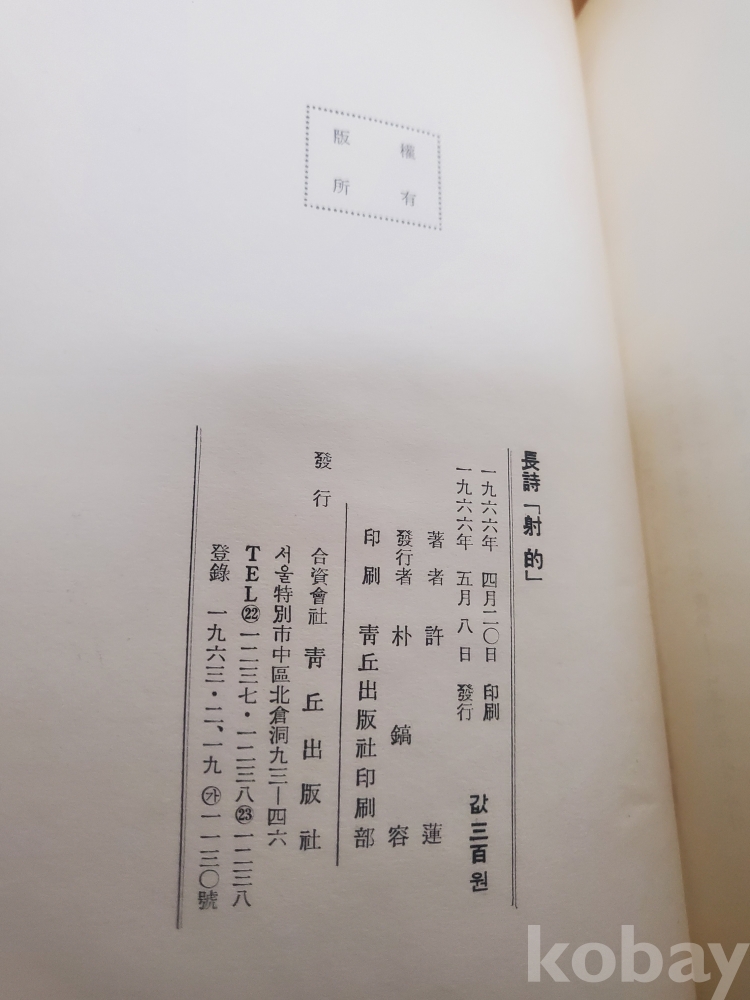 版權
所有
長詩「射的」
一九六六年 四月二〇日 印刷
一九六六年 五月八日 發行
값三百원
著者 許蓮
發行者 朴鎬容
印刷 靑丘出版社印刷部
發行 合資會社 靑丘出版社
서울特別市中區北倉洞九三—四六
TEL㉒一二三七·一二三八㉓一二三八
登錄 一九六三·二、一九 ㉮一一三〇號
kobay